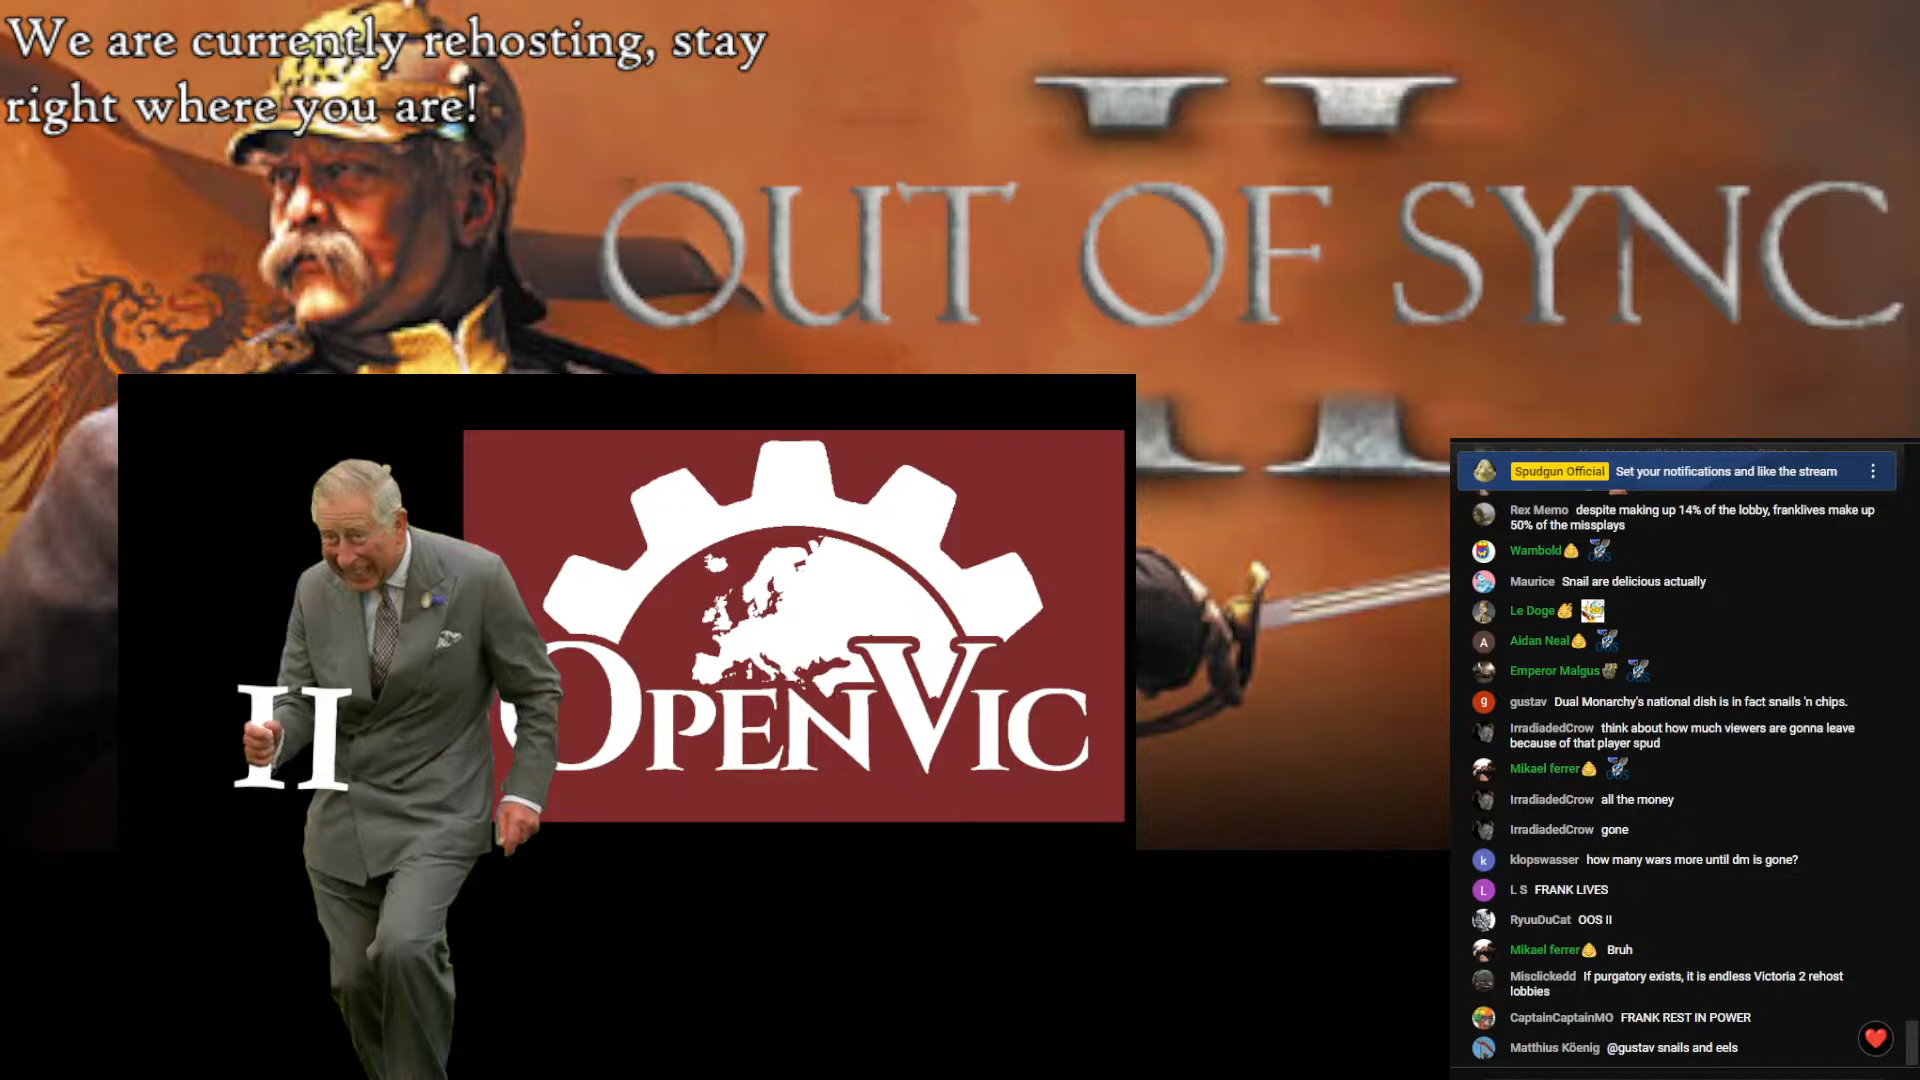 We are currently rehosting, stay
right where you are!
II
OUT OF SYNC
II
OPENVIC
Spudgun Official Set your notifications and like the stream
Rex Memo despite making up 14% of the lobby, franklives make up
50% of the missplays
Wambold
Maurice Snail are delicious actually
Le Doge
A Aidan Neal
Emperor Malgus
g gustav Dual Monarchy's national dish is in fact snails 'n chips.
IrradiadedCrow think about how much viewers are gonna leave
because of that player spud
Mikael ferrer
IrradiadedCrow all the money
IrradiadedCrow gone
k klopswasser how many wars more until dm is gone?
L L S FRANK LIVES
RyuuDuCat OOS II
Mikael ferrer Bruh
Misclickedd If purgatory exists, it is endless Victoria 2 rehost
lobbies
CaptainCaptainMO FRANK REST IN POWER
Matthius Köenig @gustav snails and eels